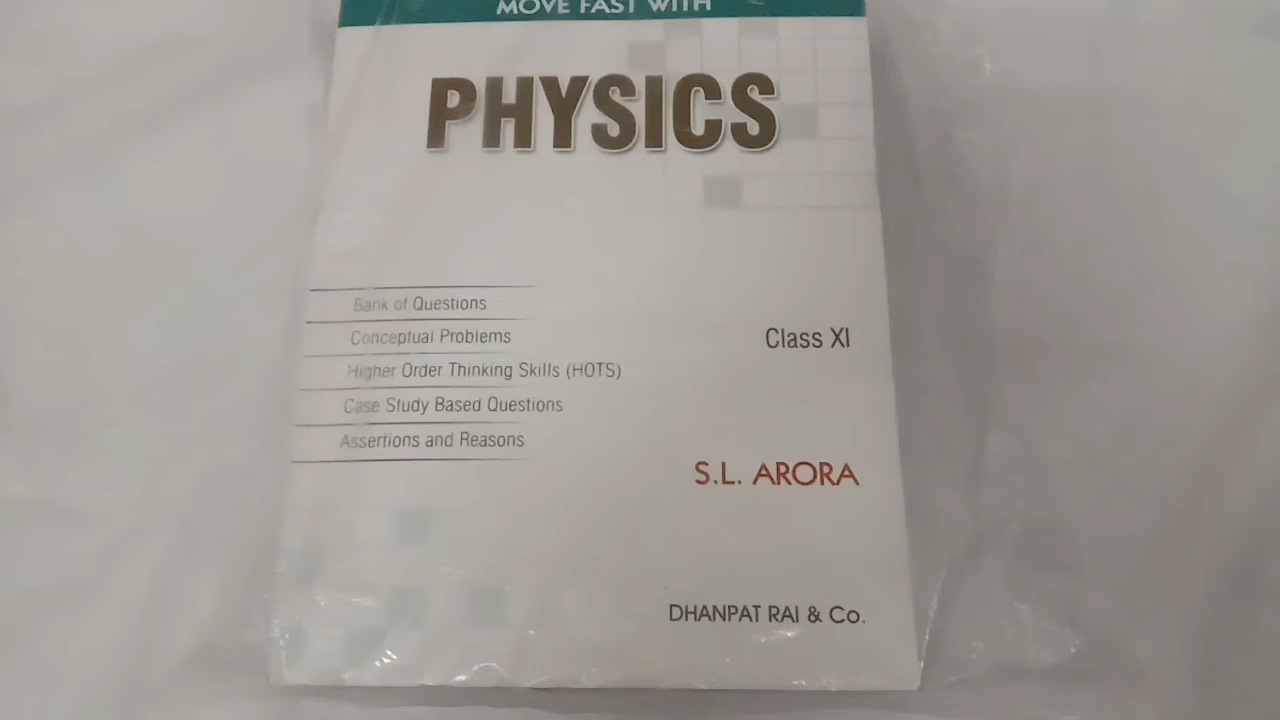 MOVE FAST WITH
PHYSICS
Bank of Questions
Conceptual Problems
Higher Order Thinking Skills (HOTS)
Case Study Based Questions
Assertions and Reasons
Class XI
S.L. ARORA
DHANPAT RAI & Co.